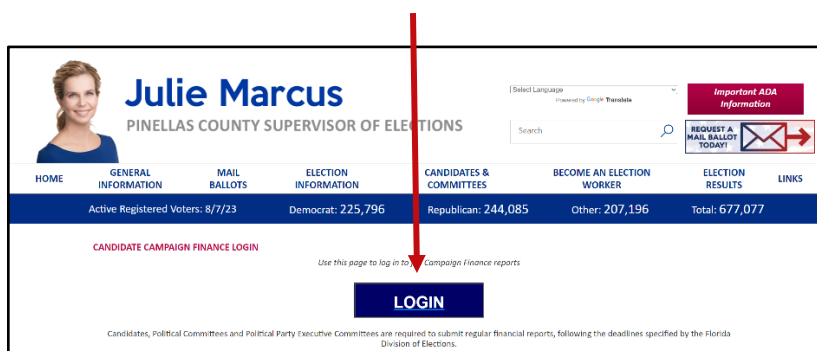 Julie Marcus
PINELLAS COUNTY SUPERVISOR OF ELECTIONS
Select Language
Powered by Google Translate
Important ADA
Information
Search
REQUEST A
MAIL BALLOT
TODAY!
HOME
GENERAL
INFORMATION
MAIL
BALLOTS
ELECTION
INFORMATION
CANDIDATES &
COMMITTEES
BECOME AN ELECTION
WORKER
ELECTION
RESULTS
LINKS
Active Registered Voters: 8/7/23 Democrat: 225,796 Republican: 244,085 Other: 207,196 Total: 677,077
CANDIDATE CAMPAIGN FINANCE LOGIN
Use this page to log in to Campaign Finance reports
LOGIN
Candidates, Political Committees and Political Party Executive Committees are required to submit regular financial reports, following the deadlines specified by the Florida
Division of Elections.